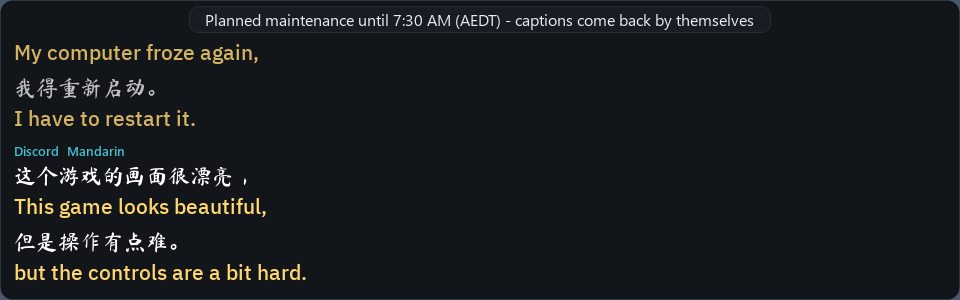 Planned maintenance until 7:30 AM (AEDT) - captions come back by themselves
My computer froze again,
我得重新启动。
I have to restart it.
Discord Mandarin
这个游戏的画面很漂亮，
This game looks beautiful,
但是操作有点难。
but the controls are a bit hard.